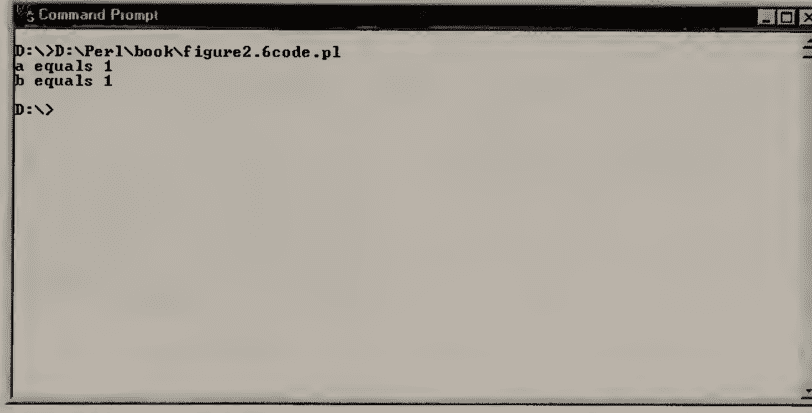 Command Prompt
D:\>D:\Perl\book\figure2.6code.pl
a equals 1
b equals 1
D:\>